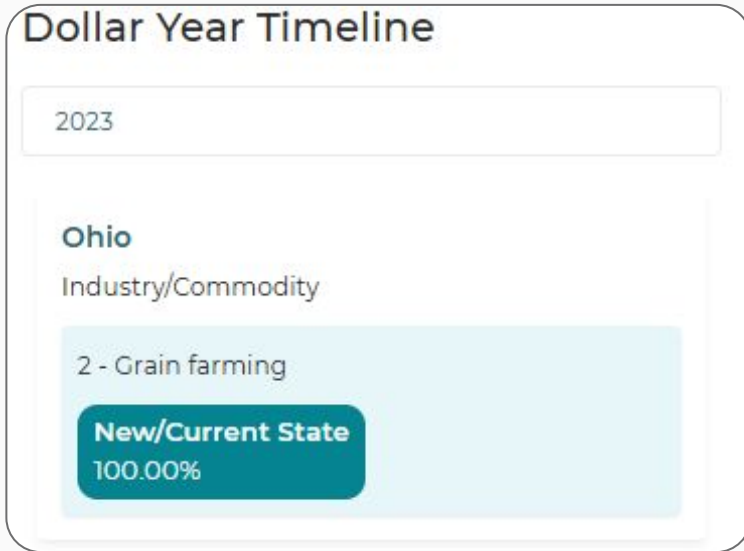 Dollar Year Timeline
2023
Ohio
Industry/Commodity
2 - Grain farming
New/Current State
100.00%